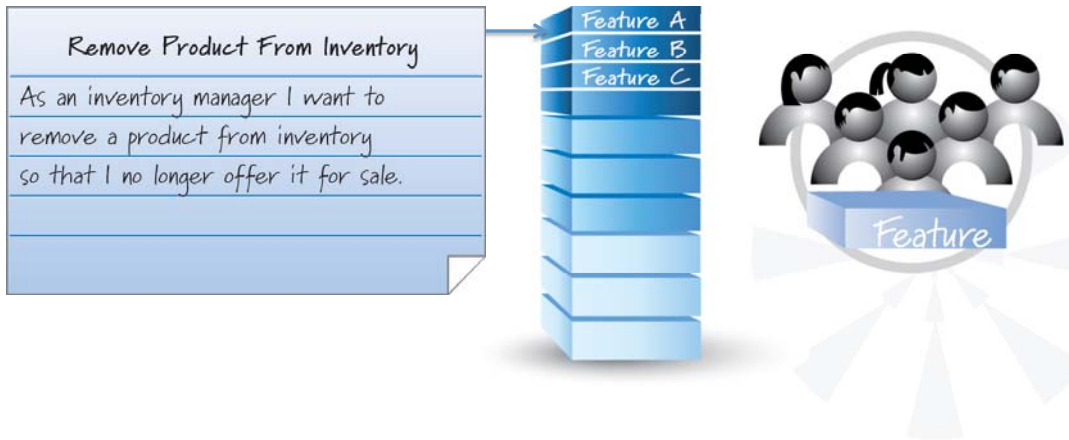 Remove Product From Inventory
As an inventory manager I want to
remove a product from inventory
so that I no longer offer it for sale.
Feature A
Feature B
Feature C
Feature